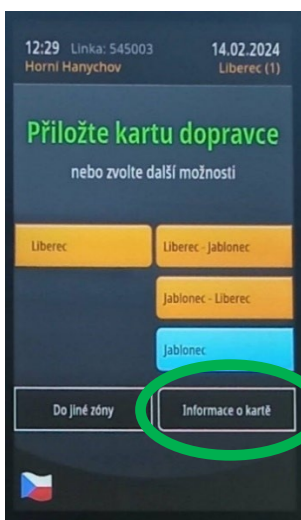 12:29 Linka: 545003 14.02.2024
Horní Hanychov Liberec (1)
Přiložte kartu dopravce
nebo zvolte další možnosti
Liberec
Liberec - Jablonec
Jablonec - Liberec
Jablonec
Do jiné zóny
Informace o kartě